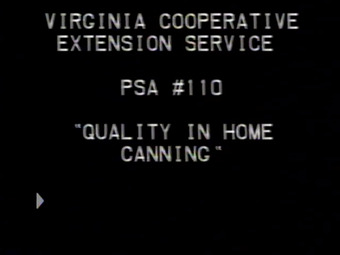 VIRGINIA COOPERATIVE
EXTENSION SERVICE
PSA #110
"QUALITY IN HOME
CANNING"